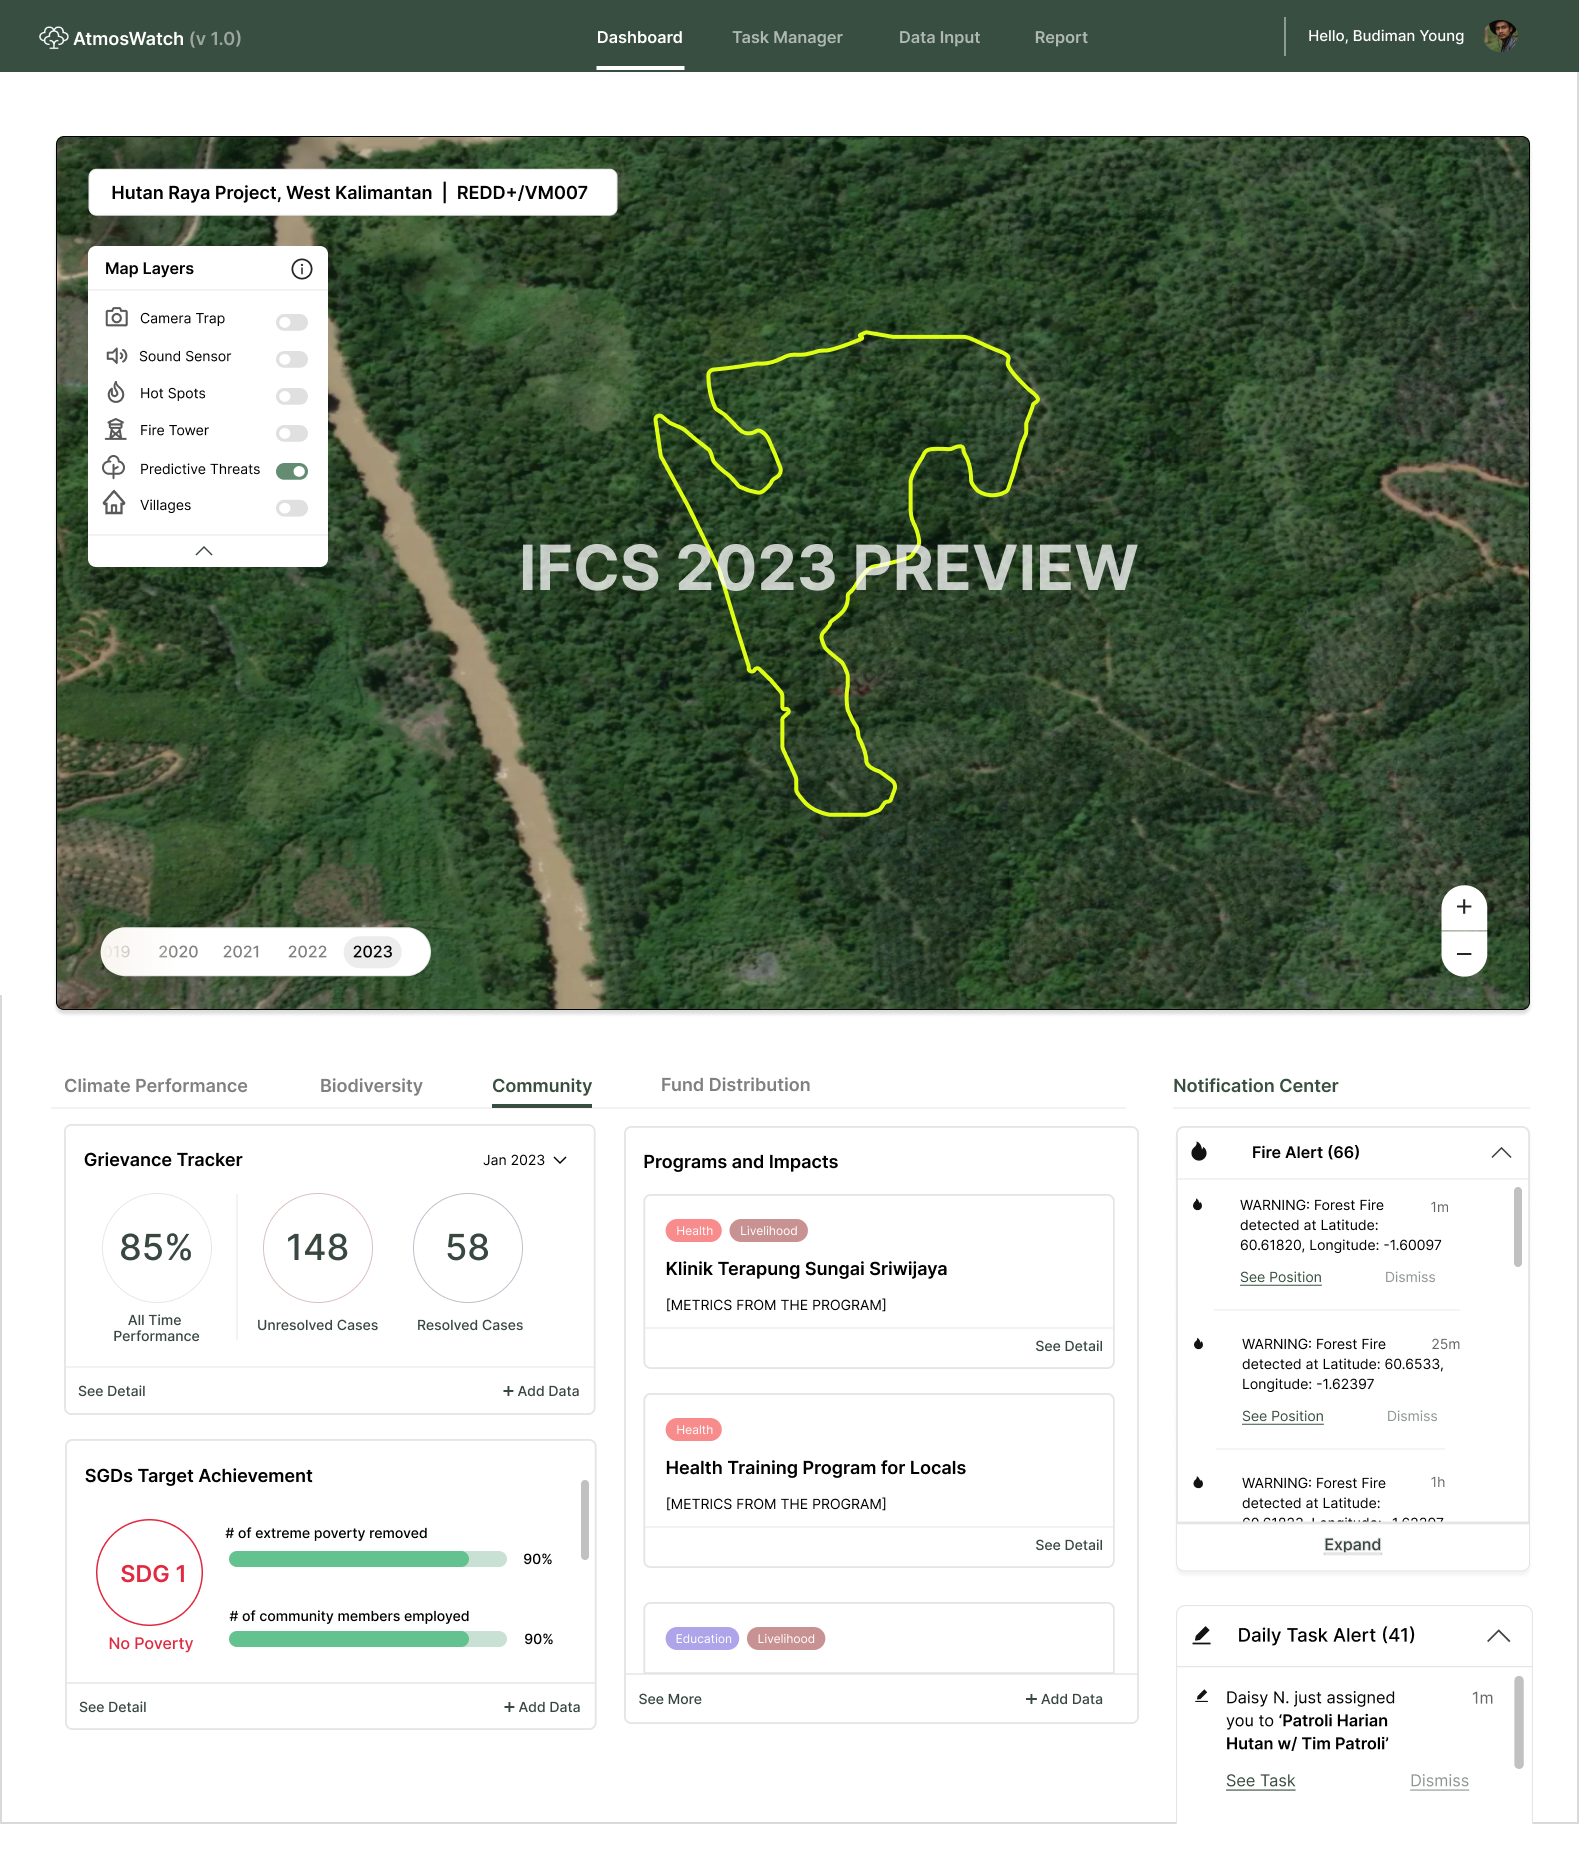 AtmosWatch (v 1.0)
Dashboard
Task Manager
Data Input
Report
Hello, Budiman Young
Hutan Raya Project, West Kalimantan | REDD+/VM007
Map Layers
Camera Trap
Sound Sensor
Hot Spots
Fire Tower
Predictive Threats
Villages
IFCS 2023 PREVIEW
019 2020 2021 2022 2023
+
−
Climate Performance
Biodiversity
Community
Fund Distribution
Grievance Tracker
Jan 2023
85%
All Time
Performance
148
Unresolved Cases
58
Resolved Cases
See Detail
+ Add Data
SGDs Target Achievement
SDG 1
No Poverty
# of extreme poverty removed
90%
# of community members employed
90%
See Detail
+ Add Data
Programs and Impacts
Health
Livelihood
Klinik Terapung Sungai Sriwijaya
[METRICS FROM THE PROGRAM]
See Detail
Health
Health Training Program for Locals
[METRICS FROM THE PROGRAM]
See Detail
Education
Livelihood
See More
+ Add Data
Notification Center
Fire Alert (66)
WARNING: Forest Fire
1m
detected at Latitude:
60.61820, Longitude: -1.60097
See Position
Dismiss
WARNING: Forest Fire
25m
detected at Latitude: 60.6533,
Longitude: -1.62397
See Position
Dismiss
WARNING: Forest Fire
1h
detected at Latitude:
Expand
Daily Task Alert (41)
Daisy N. just assigned
1m
you to ‘Patroli Harian
Hutan w/ Tim Patroli’
See Task
Dismiss